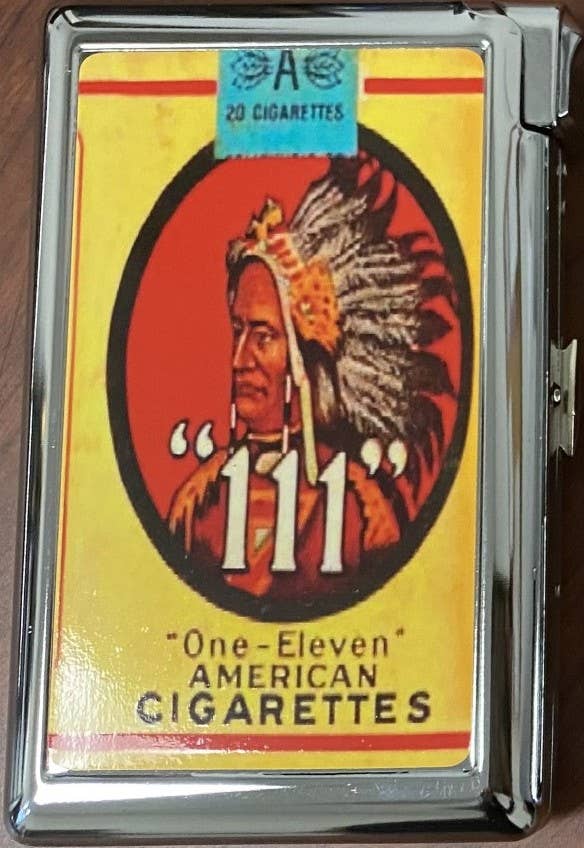 A
20 CIGARETTES
“111”
"One-Eleven"
AMERICAN
CIGARETTES